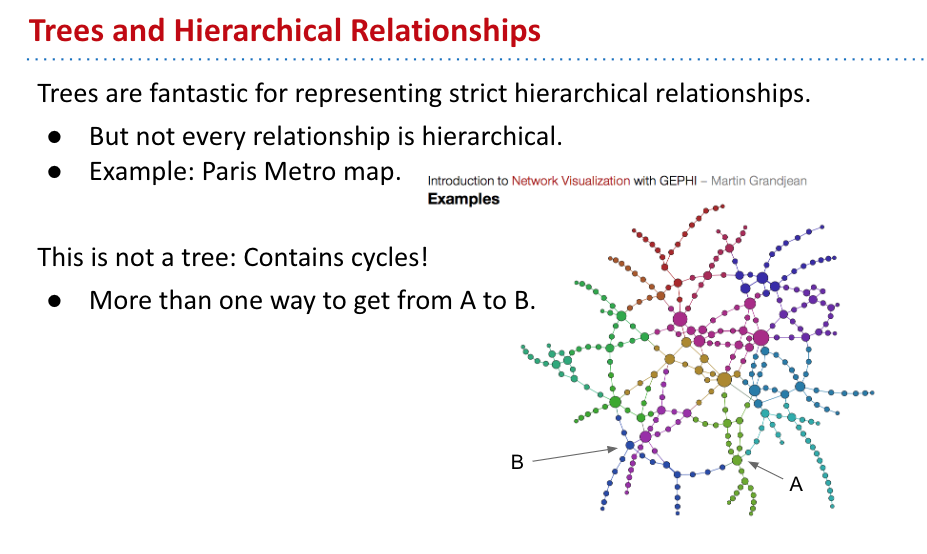 Trees and Hierarchical Relationships
Trees are fantastic for representing strict hierarchical relationships.
● But not every relationship is hierarchical.
● Example: Paris Metro map.
Introduction to Network Visualization with GEPHI – Martin Grandjean
Examples
This is not a tree: Contains cycles!
● More than one way to get from A to B.
B
A